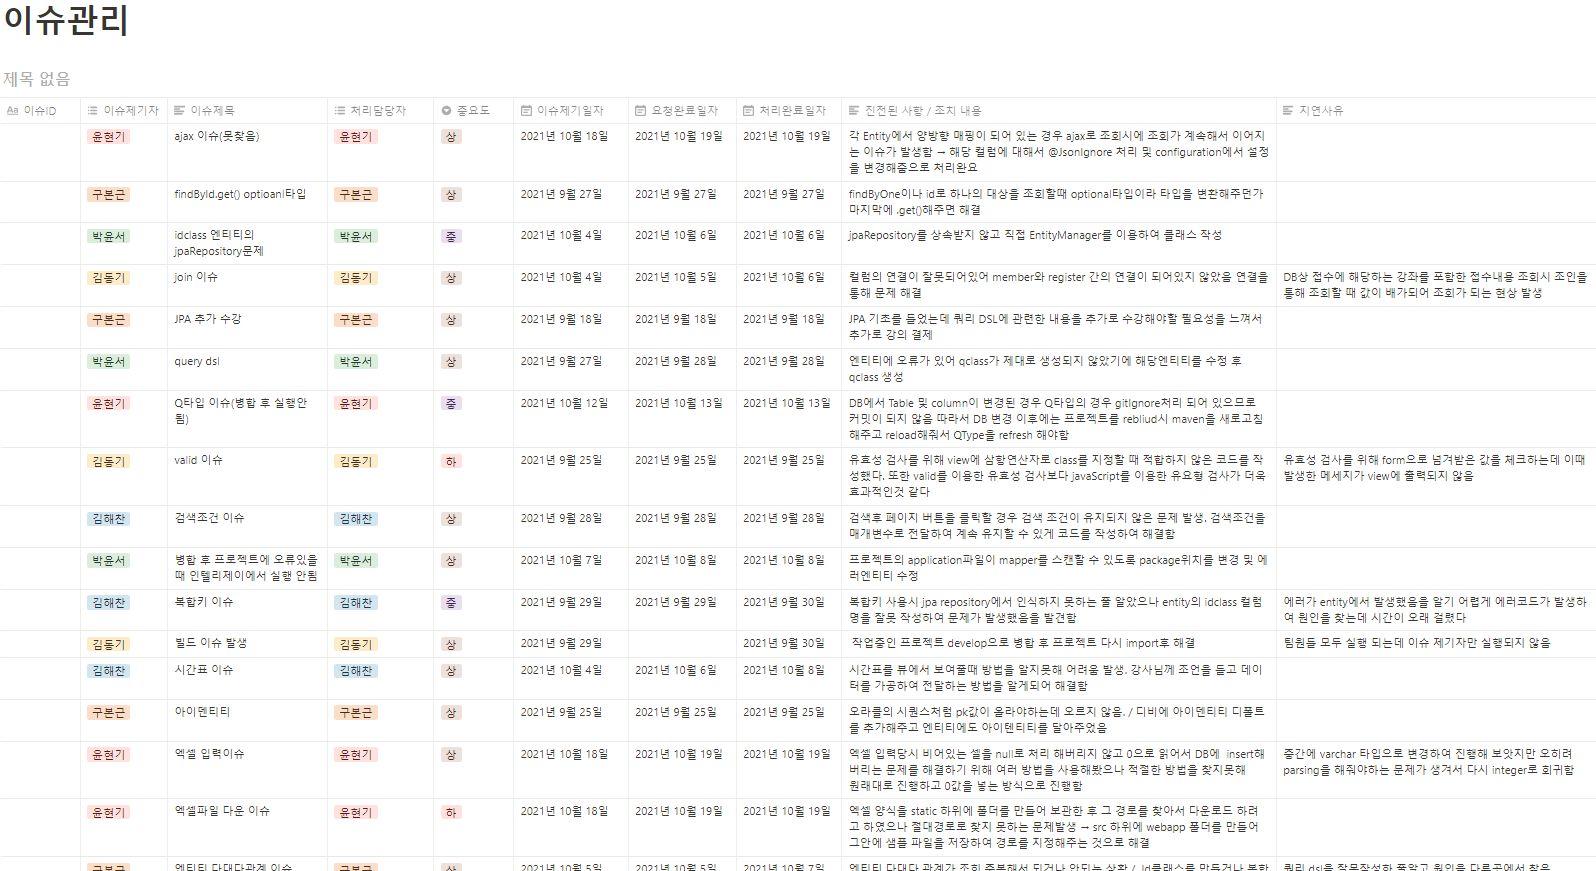 이슈관리
제목 없음
Aa 이슈ID 이슈제기자 이슈제목 처리담당자 중요도 이슈제기일자 요청완료일자 처리완료일자 진전된 사항 / 조치 내용 지연사유
윤현기 ajax 이슈(못찾음) 윤현기 상 2021년 10월 18일 2021년 10월 19일 2021년 10월 19일 각 Entity에서 양방향 매핑이 되어 있는 경우 ajax로 조회시에 조회가 계속해서 이어지
는 이슈가 발생함 → 해당 컬럼에 대해서 @JsonIgnore 처리 및 configuration에서 설정
을 변경해줌으로 처리완요
구본근 findById.get() optioanl타입 구본근 상 2021년 9월 27일 2021년 9월 27일 2021년 9월 27일 findByOne이나 id로 하나의 대상을 조회할때 optional타입이라 타입을 변환해주던가
마지막에 .get()해주면 해결
박윤서 idclass 엔티티의 박윤서 중 2021년 10월 4일 2021년 10월 6일 2021년 10월 6일 jpaRepository를 상속받지 않고 직접 EntityManager를 이용하여 클래스 작성
jpaRepository문제
김동기 join 이슈 김동기 상 2021년 10월 4일 2021년 10월 5일 2021년 10월 6일 컬럼의 연결이 잘못되어있어 member와 register 간의 연결이 되어있지 않았음 연결을 DB상 접수에 해당하는 강좌를 포함한 접수내용 조회시 조인을
통해 문제 해결 통해 조회할 때 값이 배가되어 조회가 되는 현상 발생
구본근 JPA 추가 수강 구본근 상 2021년 9월 18일 2021년 9월 18일 2021년 9월 18일 JPA 기초를 들었는데 쿼리 DSL에 관련한 내용을 추가로 수강해야할 필요성을 느껴서
추가로 강의 결제
박윤서 query dsl 박윤서 상 2021년 9월 27일 2021년 9월 28일 2021년 9월 28일 엔티티에 오류가 있어 qclass가 제대로 생성되지 않았기에 해당엔티티를 수정 후
qclass 생성
윤현기 Q타입 이슈(병합 후 실행안 윤현기 중 2021년 10월 12일 2021년 10월 13일 2021년 10월 13일 DB에서 Table 및 column이 변경된 경우 Q타입의 경우 gitIgnore처리 되어 있으므로
됨) 커밋이 되지 않음 따라서 DB 변경 이후에는 프로젝트를 rebliud시 maven을 새로고침
해주고 reload해줘서 QType을 refresh 해야함
김동기 valid 이슈 김동기 하 2021년 9월 25일 2021년 9월 25일 2021년 9월 25일 유효성 검사를 위해 view에 삼항연산자로 class를 지정할 때 적합하지 않은 코드를 작 유효성 검사를 위해 form으로 넘겨받은 값을 체크하는데 이때
성했다. 또한 valid를 이용한 유효성 검사보다 javaScript를 이용한 유요형 검사가 더욱 발생한 메세지가 view에 출력되지 않음
효과적인것 같다
김해찬 검색조건 이슈 김해찬 상 2021년 9월 28일 2021년 9월 28일 2021년 9월 28일 검색후 페이지 버튼을 클릭할 경우 검색 조건이 유지되지 않은 문제 발생. 검색조건을
매개변수로 전달하여 계속 유지할 수 있게 코드를 작성하여 해결함
박윤서 병합 후 프로젝트에 오류있을 박윤서 상 2021년 10월 7일 2021년 10월 8일 2021년 10월 8일 프로젝트의 application파일이 mapper를 스캔할 수 있도록 package위치를 변경 및 에
때 인텔리제이에서 실행 안됨 러엔티티 수정
김해찬 복합키 이슈 김해찬 중 2021년 9월 29일 2021년 9월 29일 2021년 9월 30일 복합키 사용시 jpa repository에서 인식하지 못하는 줄 알았으나 entity의 idclass 컬럼 에러가 entity에서 발생했음을 알기 어렵게 에러코드가 발생하
명을 잘못 작성하여 문제가 발생했음을 발견함 여 원인을 찾는데 시간이 오래 걸렸다
김동기 빌드 이슈 발생 김동기 상 2021년 9월 29일 2021년 9월 30일 작업중인 프로젝트 develop으로 병합 후 프로젝트 다시 import후 해결 팀원들 모두 실행 되는데 이슈 제기자만 실행되지 않음
김해찬 시간표 이슈 김해찬 상 2021년 10월 4일 2021년 10월 6일 2021년 10월 8일 시간표를 뷰에서 보여줄때 방법을 알지못해 어려움 발생. 강사님께 조언을 듣고 데이
터를 가공하여 전달하는 방법을 알게되어 해결함
구본근 아이덴티티 구본근 상 2021년 9월 25일 2021년 9월 25일 2021년 9월 25일 오라클의 시퀀스처럼 pk값이 올라야하는데 오르지 않음. / 디비에 아이덴티티 디폴트
를 추가해주고 엔티티에도 아이텐티티를 달아주었음
윤현기 엑셀 입력이슈 윤현기 상 2021년 10월 18일 2021년 10월 19일 2021년 10월 19일 엑셀 입력당시 비어있는 셀을 null로 처리 해버리지 않고 0으로 읽어서 DB에 insert해 중간에 varchar 타입으로 변경하여 진행해 보앗지만 오히려
버리는 문제를 해결하기 위해 여러 방법을 사용해봤으나 적절한 방법을 찾지못해 parsing을 해줘야하는 문제가 생겨서 다시 integer로 회귀함
원래대로 진행하고 0값을 넣는 방식으로 진행함
윤현기 엑셀파일 다운 이슈 윤현기 하 2021년 10월 18일 2021년 10월 19일 2021년 10월 19일 엑셀 양식을 static 하위에 폴더를 만들어 보관한 후 그 경로를 찾아서 다운로드 하려
고 하였으나 절대경로로 찾지 못하는 문제발생 → src 하위에 webapp 폴더를 만들어
그안에 샘플 파일을 저장하여 경로를 지정해주는 것으로 해결
구본근 엔티티 다대다관계 이슈 구본근 상 2021년 10월 5일 2021년 10월 5일 2021년 10월 7일 엔티티 다대다 관계가 조회 중복해서 되거나 안되는 상황 / Id클래스를 만들거나 복합 쿼리 dsl을 잘못작성한 줄알고 원인을 다른곳에서 찾음